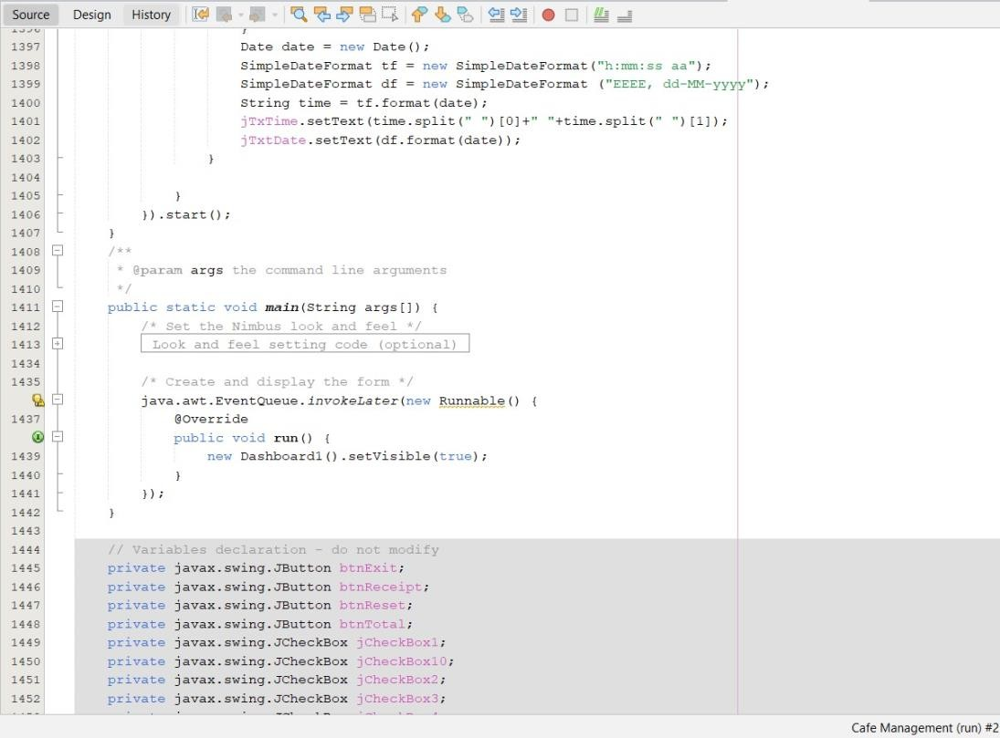 Source Design History
1396 }
1397 Date date = new Date();
1398 SimpleDateFormat tf = new SimpleDateFormat("h:mm:ss aa");
1399 SimpleDateFormat df = new SimpleDateFormat ("EEEE, dd-MM-yyyy");
1400 String time = tf.format(date);
1401 jTxTime.setText(time.split(" ")[0]+" "+time.split(" ")[1]);
1402 jTxtDate.setText(df.format(date));
1403 }
1404
1405 }
1406 }).start();
1407 }
1408 /**
1409 * @param args the command line arguments
1410 */
1411 public static void main(String args[]) {
1412 /* Set the Nimbus look and feel */
1413 Look and feel setting code (optional)
1434
1435 /* Create and display the form */
java.awt.EventQueue.invokeLater(new Runnable() {
1437 @Override
public void run() {
1439 new Dashboard1().setVisible(true);
1440 }
1441 });
1442 }
1443
1444 // Variables declaration - do not modify
1445 private javax.swing.JButton btnExit;
1446 private javax.swing.JButton btnReceipt;
1447 private javax.swing.JButton btnReset;
1448 private javax.swing.JButton btnTotal;
1449 private javax.swing.JCheckBox jCheckBox1;
1450 private javax.swing.JCheckBox jCheckBox10;
1451 private javax.swing.JCheckBox jCheckBox2;
1452 private javax.swing.JCheckBox jCheckBox3;
Cafe Management (run) #2